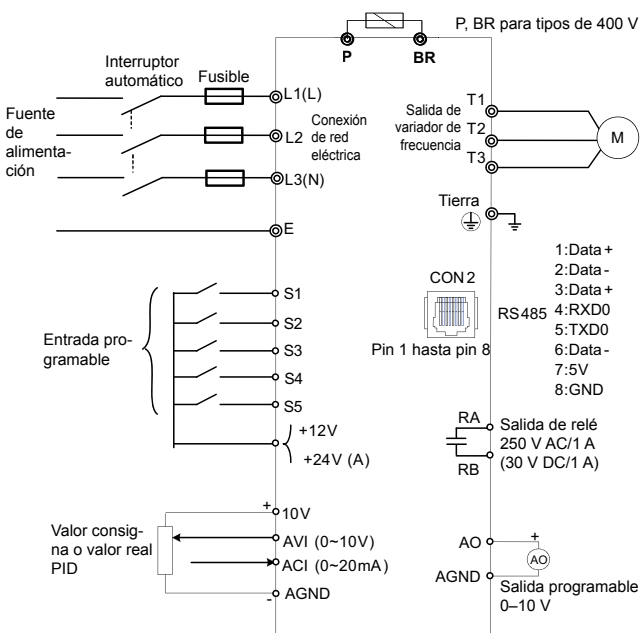 P, BR para tipos de 400 V
P
BR
Interruptor
automático
Fusible
Fuente
de
alimenta-
ción
L1(L)
L2
L3(N)
Conexión
de red
eléctrica
Salida de
variador de
frecuencia
T1
T2
T3
M
Tierra
E
CON2
RS485
1:Data+
2:Data-
3:Data+
4:RXD0
5:TXD0
6:Data-
7:5V
8:GND
Pin 1 hasta pin 8
Entrada pro-
gramable
S1
S2
S3
S4
S5
+12V
+24V (A)
RA
RB
Salida de relé
250 V AC/1 A
(30 V DC/1 A)
Valor consig-
na o valor real
PID
+
10V
AVI (0~10V)
ACI (0~20mA)
-
AGND
AO
+
AO
AGND
Salida programable
0–10 V